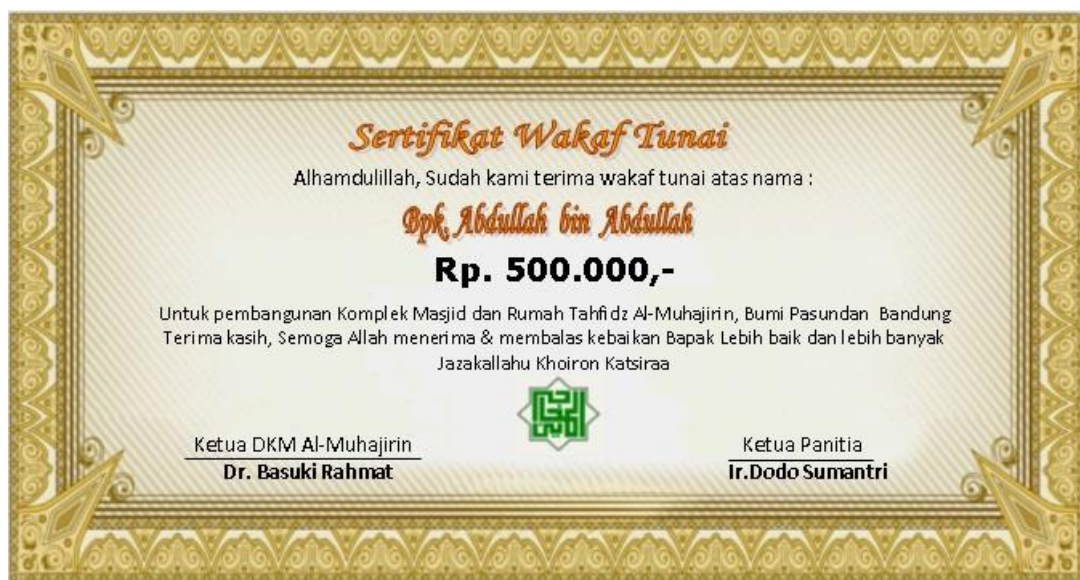 Sertifikat Wakaf Tunai
Alhamdulillah, Sudah kami terima wakaf tunai atas nama :
Bpk. Abdullah bin Abdullah
Rp. 500.000,-
Untuk pembangunan Komplek Masjid dan Rumah Tahfidz Al-Muhajirin, Bumi Pasundan Bandung
Terima kasih, Semoga Allah menerima & membalas kebaikan Bapak Lebih baik dan lebih banyak
Jazakallahu Khoiron Katsiraa
Ketua DKM Al-Muhajirin
Dr. Basuki Rahmat
Ketua Panitia
Ir.Dodo Sumantri